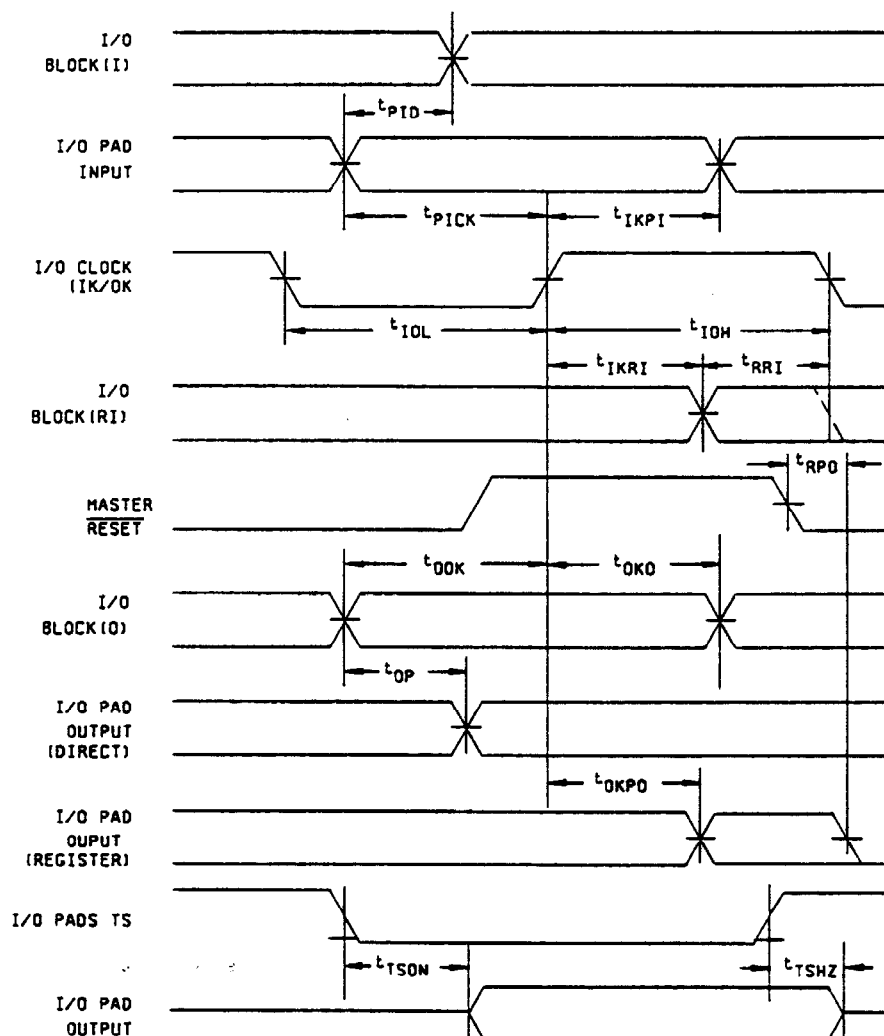 I/O
BLOCK(I)
tPID
I/O PAD
INPUT
tPICK
tIKPI
I/O CLOCK
(IK/OK
tIOL
tIOH
tIKRI
tRRI
I/O
BLOCK(RI)
tRPO
MASTER
RESET
tOOK
tOKO
I/O
BLOCK(O)
tOP
I/O PAD
OUTPUT
(DIRECT)
tOKPO
I/O PAD
OUPUT
(REGISTER)
I/O PADS TS
tTSON
tTSHZ
I/O PAD
OUTPUT